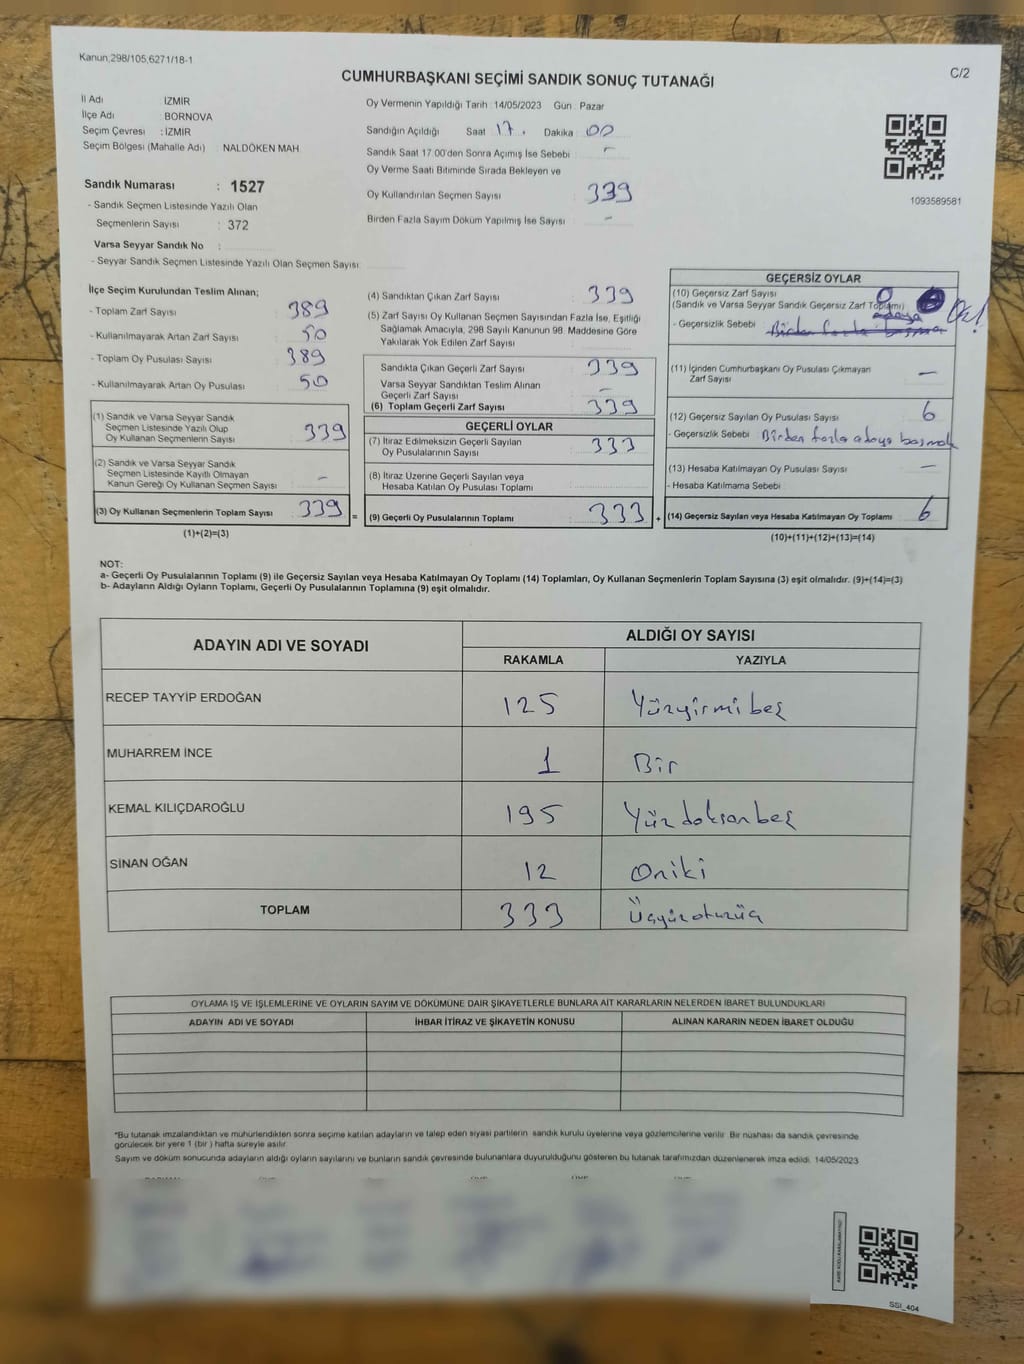 Kanun;298/105,6271/18-1
C/2
CUMHURBAŞKANI SEÇİMİ SANDIK SONUÇ TUTANAĞI
İl Adı İZMİR
İlçe Adı BORNOVA
Seçim Çevresi : İZMİR
Seçim Bölgesi (Mahalle Adı) : NALDÖKEN MAH.
Oy Vermenin Yapıldığı Tarih : 14/05/2023 Gün : Pazar
Sandığın Açıldığı Saat 17. Dakika : 00
Sandık Saat 17:00'den Sonra Açımış İse Sebebi : -
Oy Verme Saati Bitiminde Sırada Bekleyen ve
Oy Kullandırılan Seçmen Sayısı : 339
Birden Fazla Sayım Döküm Yapılmış İse Sayısı : -
1093589581
Sandık Numarası : 1527
- Sandık Seçmen Listesinde Yazılı Olan
Seçmenlerin Sayısı : 372
Varsa Seyyar Sandık No :
- Seyyar Sandık Seçmen Listesinde Yazılı Olan Seçmen Sayısı:
İlçe Seçim Kurulundan Teslim Alınan;
- Toplam Zarf Sayısı : 389
- Kullanılmayarak Artan Zarf Sayısı : 50
- Toplam Oy Pusulası Sayısı : 389
- Kullanılmayarak Artan Oy Pusulası : 50
(1) Sandık ve Varsa Seyyar Sandık
Seçmen Listesinde Yazılı Olup
Oy Kullanan Seçmenlerin Sayısı : 339
(2) Sandık ve Varsa Seyyar Sandık
Seçmen Listesinde Kayıtlı Olmayan
Kanun Gereği Oy Kullanan Seçmen Sayısı : -
(3) Oy Kullanan Seçmenlerin Toplam Sayısı : 339 =
(1)+(2)=(3)
(4) Sandıktan Çıkan Zarf Sayısı : 339
(5) Zarf Sayısı Oy Kullanan Seçmen Sayısından Fazla İse, Eşitliği
Sağlamak Amacıyla, 298 Sayılı Kanunun 98. Maddesine Göre
Yakılarak Yok Edilen Zarf Sayısı :
Sandıkta Çıkan Geçerli Zarf Sayısı : 339
Varsa Seyyar Sandıktan Teslim Alınan
Geçerli Zarf Sayısı : -
(6) Toplam Geçerli Zarf Sayısı : 339
GEÇERLİ OYLAR
(7) İtiraz Edilmeksizin Geçerli Sayılan
Oy Pusulalarının Sayısı : 333
(8) İtiraz Üzerine Geçerli Sayılan veya
Hesaba Katılan Oy Pusulası Toplamı :
(9) Geçerli Oy Pusulalarının Toplamı : 333 +
GEÇERSİZ OYLAR
(10) Geçersiz Zarf Sayısı : 0
(Sandık ve Varsa Seyyar Sandık Geçersiz Zarf Toplamı)
- Geçersizlik Sebebi : Birden fazla adaya basma
(11) İçinden Cumhurbaşkanı Oy Pusulası Çıkmayan
Zarf Sayısı : -
(12) Geçersiz Sayılan Oy Pusulası Sayısı : 6
- Geçersizlik Sebebi : Birden fazla adaya basmak
(13) Hesaba Katılmayan Oy Pusulası Sayısı : -
- Hesaba Katılmama Sebebi :
(14) Geçersiz Sayılan veya Hesaba Katılmayan Oy Toplamı : 6
(10)+(11)+(12)+(13)=(14)
NOT:
a- Geçerli Oy Pusulalarının Toplamı (9) ile Geçersiz Sayılan veya Hesaba Katılmayan Oy Toplamı (14) Toplamları, Oy Kullanan Seçmenlerin Toplam Sayısına (3) eşit olmalıdır. (9)+(14)=(3)
b- Adayların Aldığı Oyların Toplamı, Geçerli Oy Pusulalarının Toplamına (9) eşit olmalıdır.
ADAYIN ADI VE SOYADI
ALDIĞI OY SAYISI
RAKAMLA YAZIYLA
RECEP TAYYİP ERDOĞAN 125 Yüzyirmibeş
MUHARREM İNCE 1 Bir
KEMAL KILIÇDAROĞLU 195 Yüzdoksanbeş
SİNAN OĞAN 12 Oniki
TOPLAM 333 Üçyüzotuzüç
OYLAMA İŞ VE İŞLEMLERİNE VE OYLARIN SAYIM VE DÖKÜMÜNE DAİR ŞİKAYETLERLE BUNLARA AİT KARARLARIN NELERDEN İBARET BULUNDUKLARI
ADAYIN ADI VE SOYADI İHBAR İTİRAZ VE ŞİKAYETİN KONUSU ALINAN KARARIN NEDEN İBARET OLDUĞU
*Bu tutanak imzalandıktan ve mühürlendikten sonra seçime katılan adayların ve talep eden siyasi partilerin sandık kurulu üyelerine veya gözlemcilerine verilir. Bir nüshası da sandık çevresinde
görülecek bir yere 1 (bir ) hafta süreyle asılır.
Sayım ve döküm sonucunda adayların aldığı oyların sayılarını ve bunların sandık çevresinde bulunanlara duyurulduğunu gösteren bu tutanak tarafımızdan düzenlenerek imza edildi. 14/05/2023
SSI_404